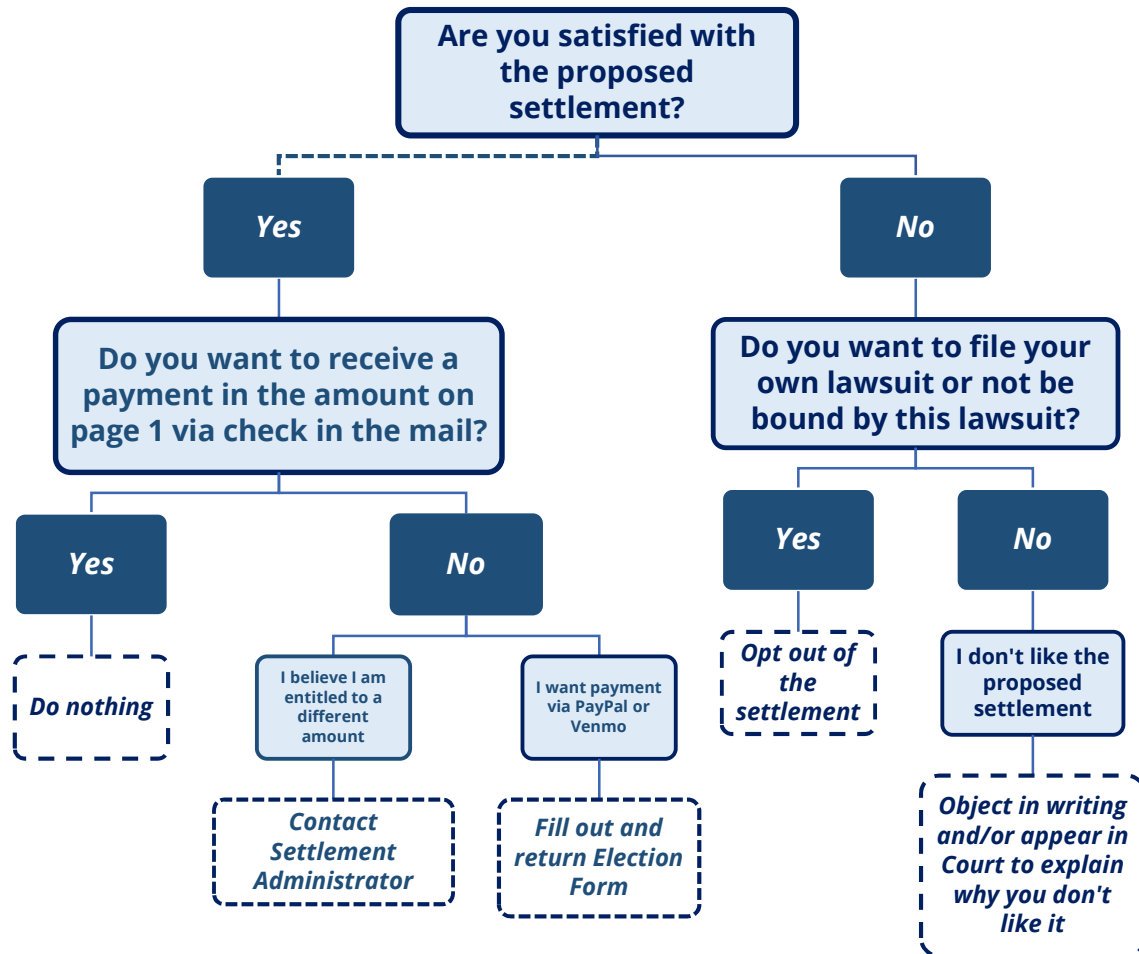 Are you satisfied with
the proposed
settlement?
Yes
No
Do you want to receive a
payment in the amount on
page 1 via check in the mail?
Do you want to file your
own lawsuit or not be
bound by this lawsuit?
Yes
No
Yes
No
Do nothing
I believe I am
entitled to a
different
amount
I want payment
via PayPal or
Venmo
Opt out of
the
settlement
I don't like the
proposed
settlement
Contact
Settlement
Administrator
Fill out and
return Election
Form
Object in writing
and/or appear in
Court to explain
why you don't
like it